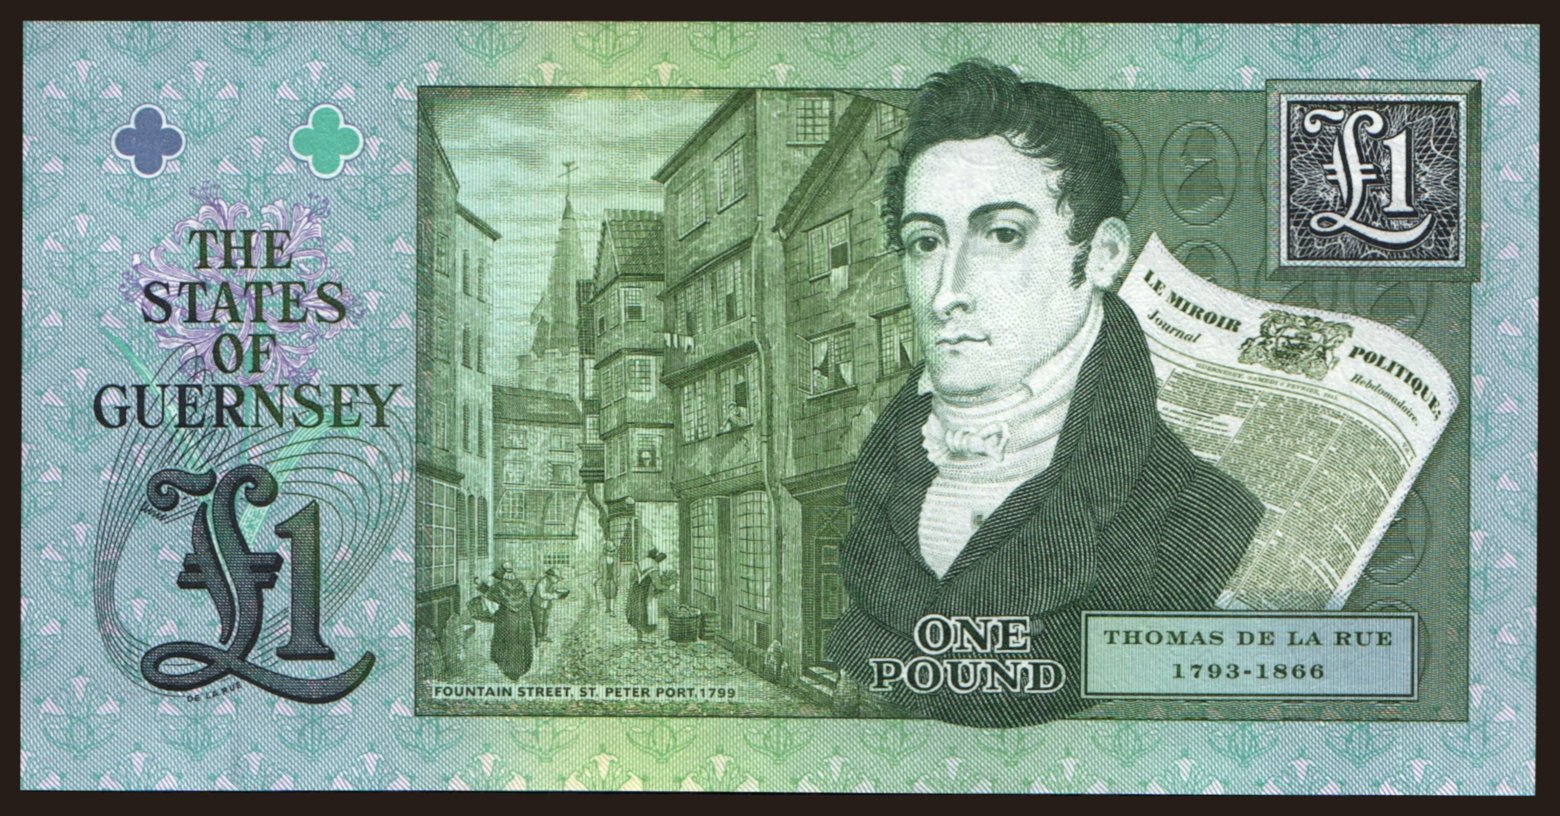 THE
STATES
OF
GUERNSEY
£1
DE LA RUE
FOUNTAIN STREET, ST. PETER PORT, 1799
£1
LE MIROIR POLITIQUE;
Journal Hebdomadaire.
ONE
POUND
THOMAS DE LA RUE
1793-1866